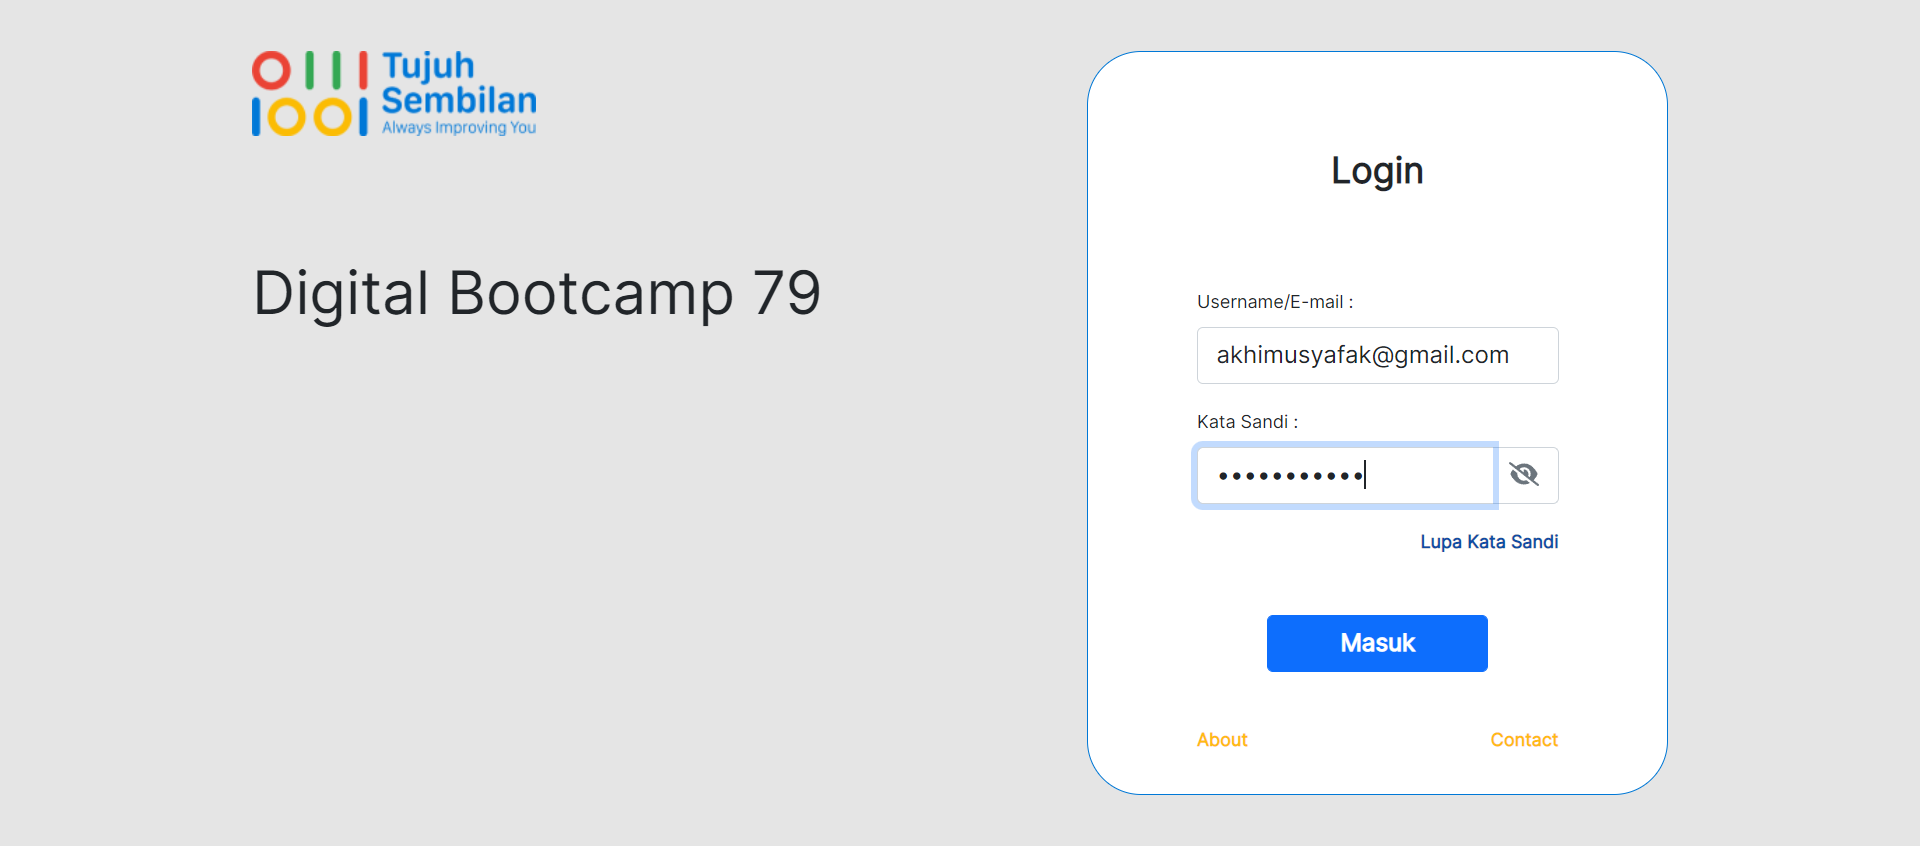 Tujuh
Sembilan
Always Improving You
Digital Bootcamp 79
Login
Username/E-mail :
akhimusyafak@gmail.com
Kata Sandi :
•••••••••••
Lupa Kata Sandi
Masuk
About
Contact